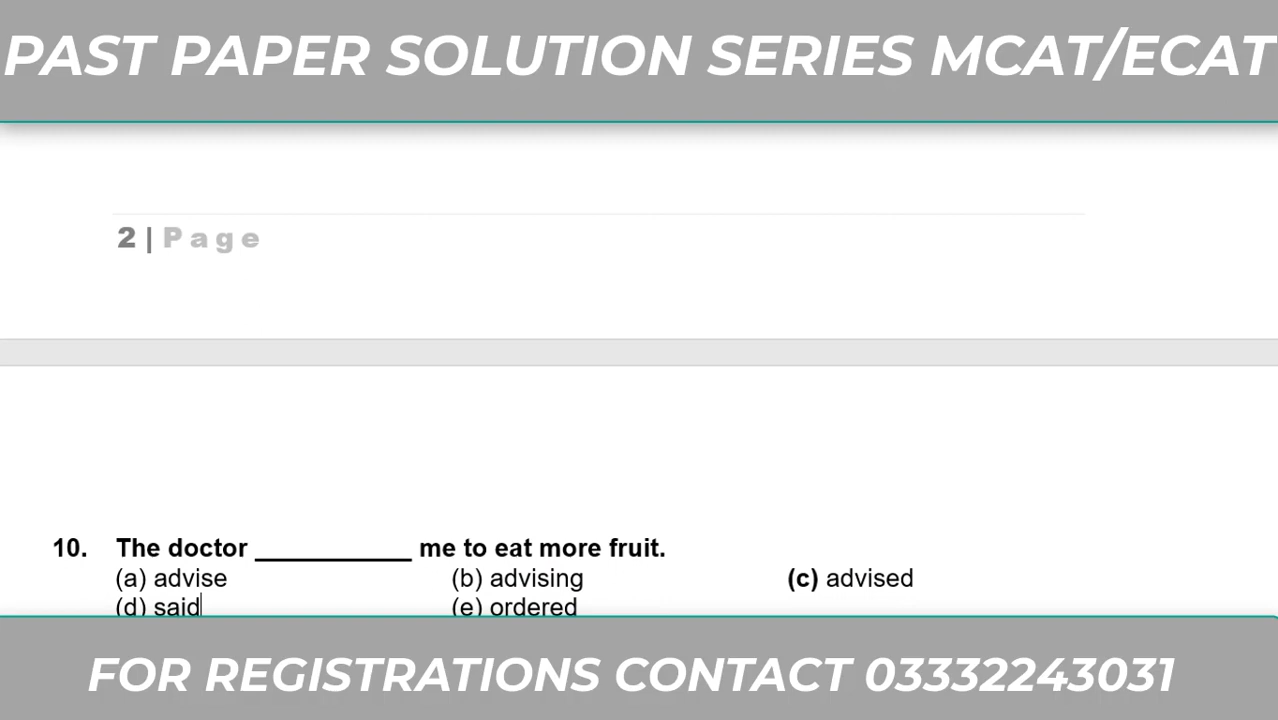 PAST PAPER SOLUTION SERIES MCAT/ECAT
2 | Page
10. The doctor ____________ me to eat more fruit.
(a) advise (b) advising (c) advised
(d) said (e) ordered
FOR REGISTRATIONS CONTACT 03332243031